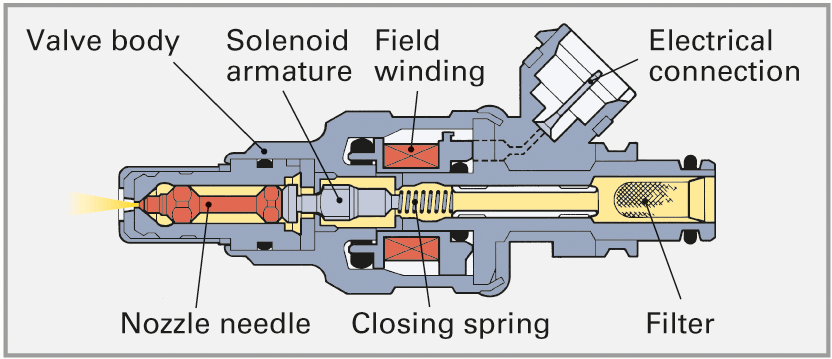 Valve body
Solenoid
armature
Field
winding
Electrical
connection
Nozzle needle
Closing spring
Filter